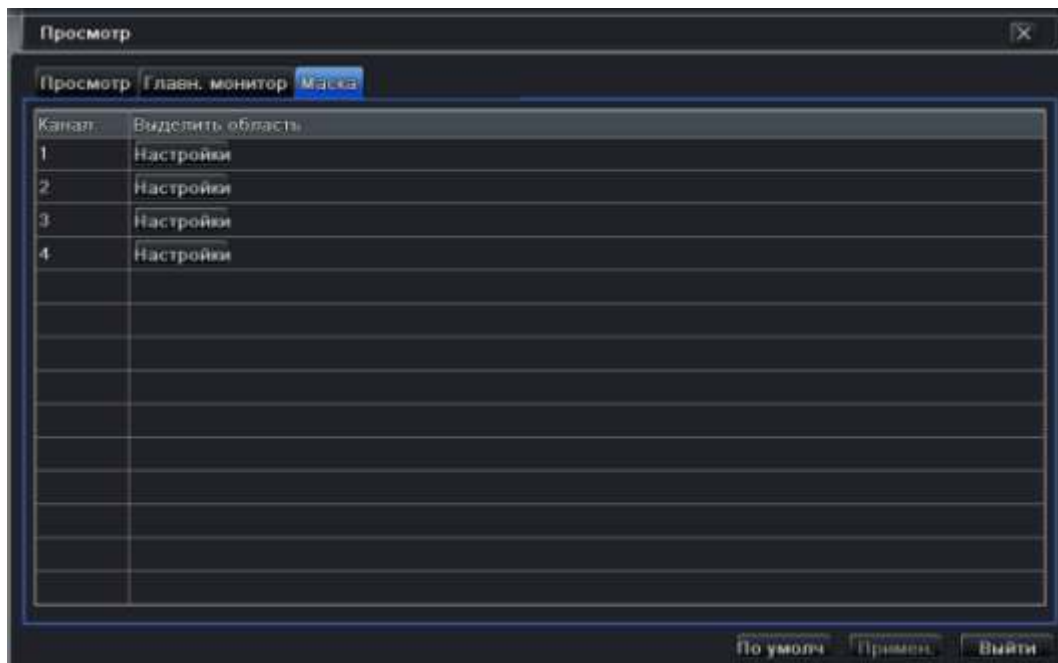 Просмотр
Просмотр Главн. монитор Маска
Канал Выделить область
1 Настройки
2 Настройки
3 Настройки
4 Настройки
По умолч Примен. Выйти